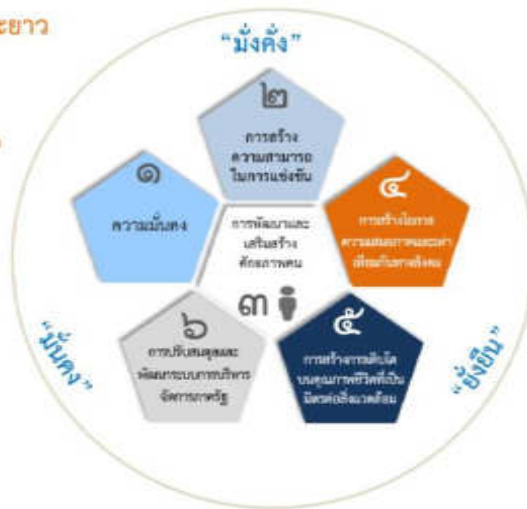 ะยาว
“มั่งคั่ง”
๒
การสร้าง
ความสามารถ
ในการแข่งขัน
๑
ความมั่นคง
การพัฒนาและ
เสริมสร้าง
ศักยภาพคน
๓
๔
การสร้างโอกาส
ความเสมอภาคและเท่า
เทียมกันทางสังคม
๖
การปรับสมดุลและ
พัฒนาระบบการบริหาร
จัดการภาครัฐ
๕
การสร้างการเติบโต
บนคุณภาพชีวิตที่เป็น
มิตรต่อสิ่งแวดล้อม
“มั่นคง”
“ยั่งยืน”